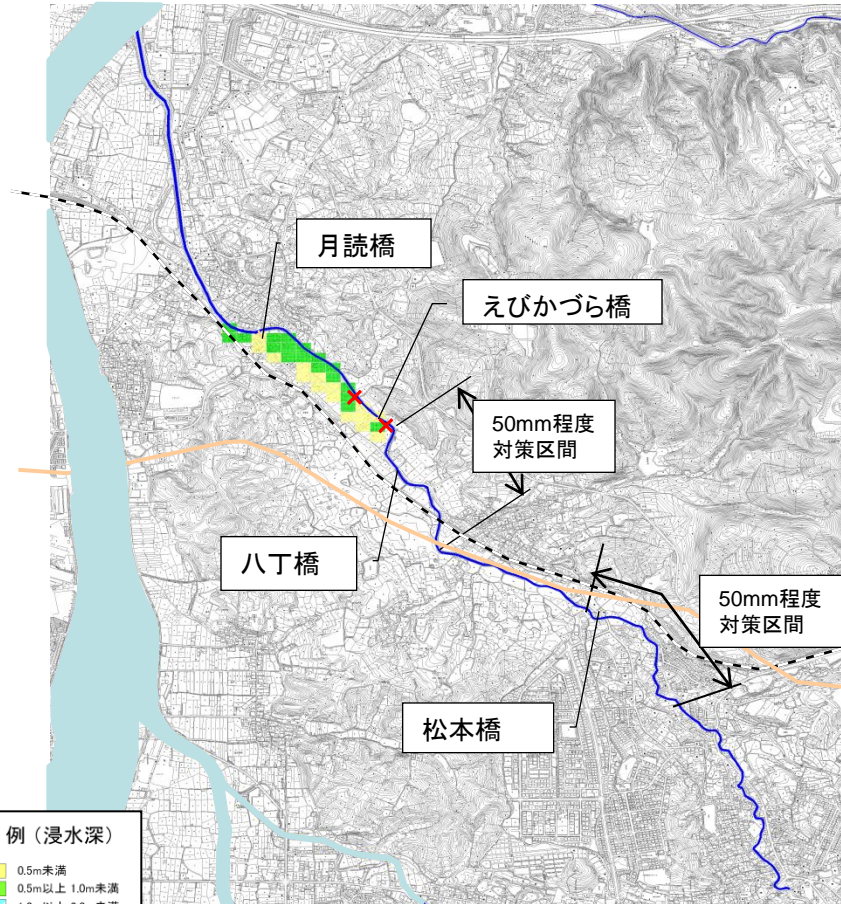 月読橋
えびかづら橋
50mm程度
対策区間
八丁橋
50mm程度
対策区間
松本橋
例（浸水深）
0.5m未満
0.5m以上 1.0m未満